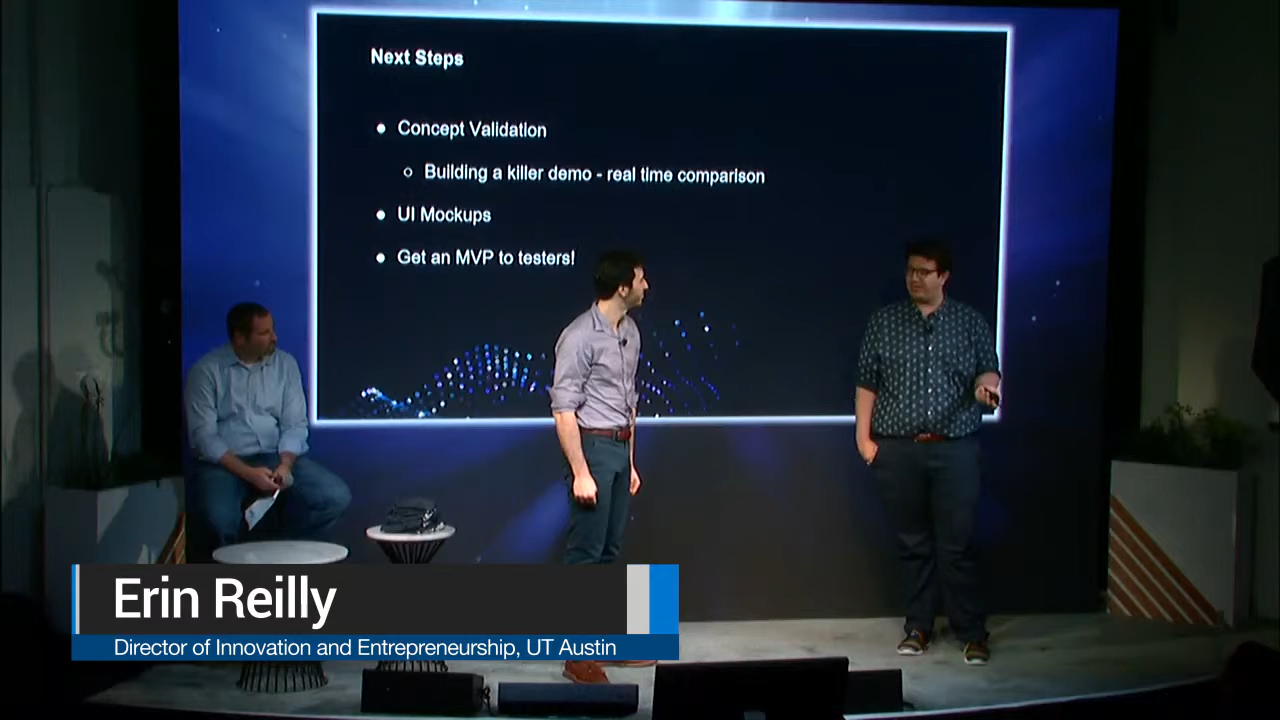 Next Steps
● Concept Validation
○ Building a killer demo - real time comparison
● UI Mockups
● Get an MVP to testers!
Erin Reilly
Director of Innovation and Entrepreneurship, UT Austin